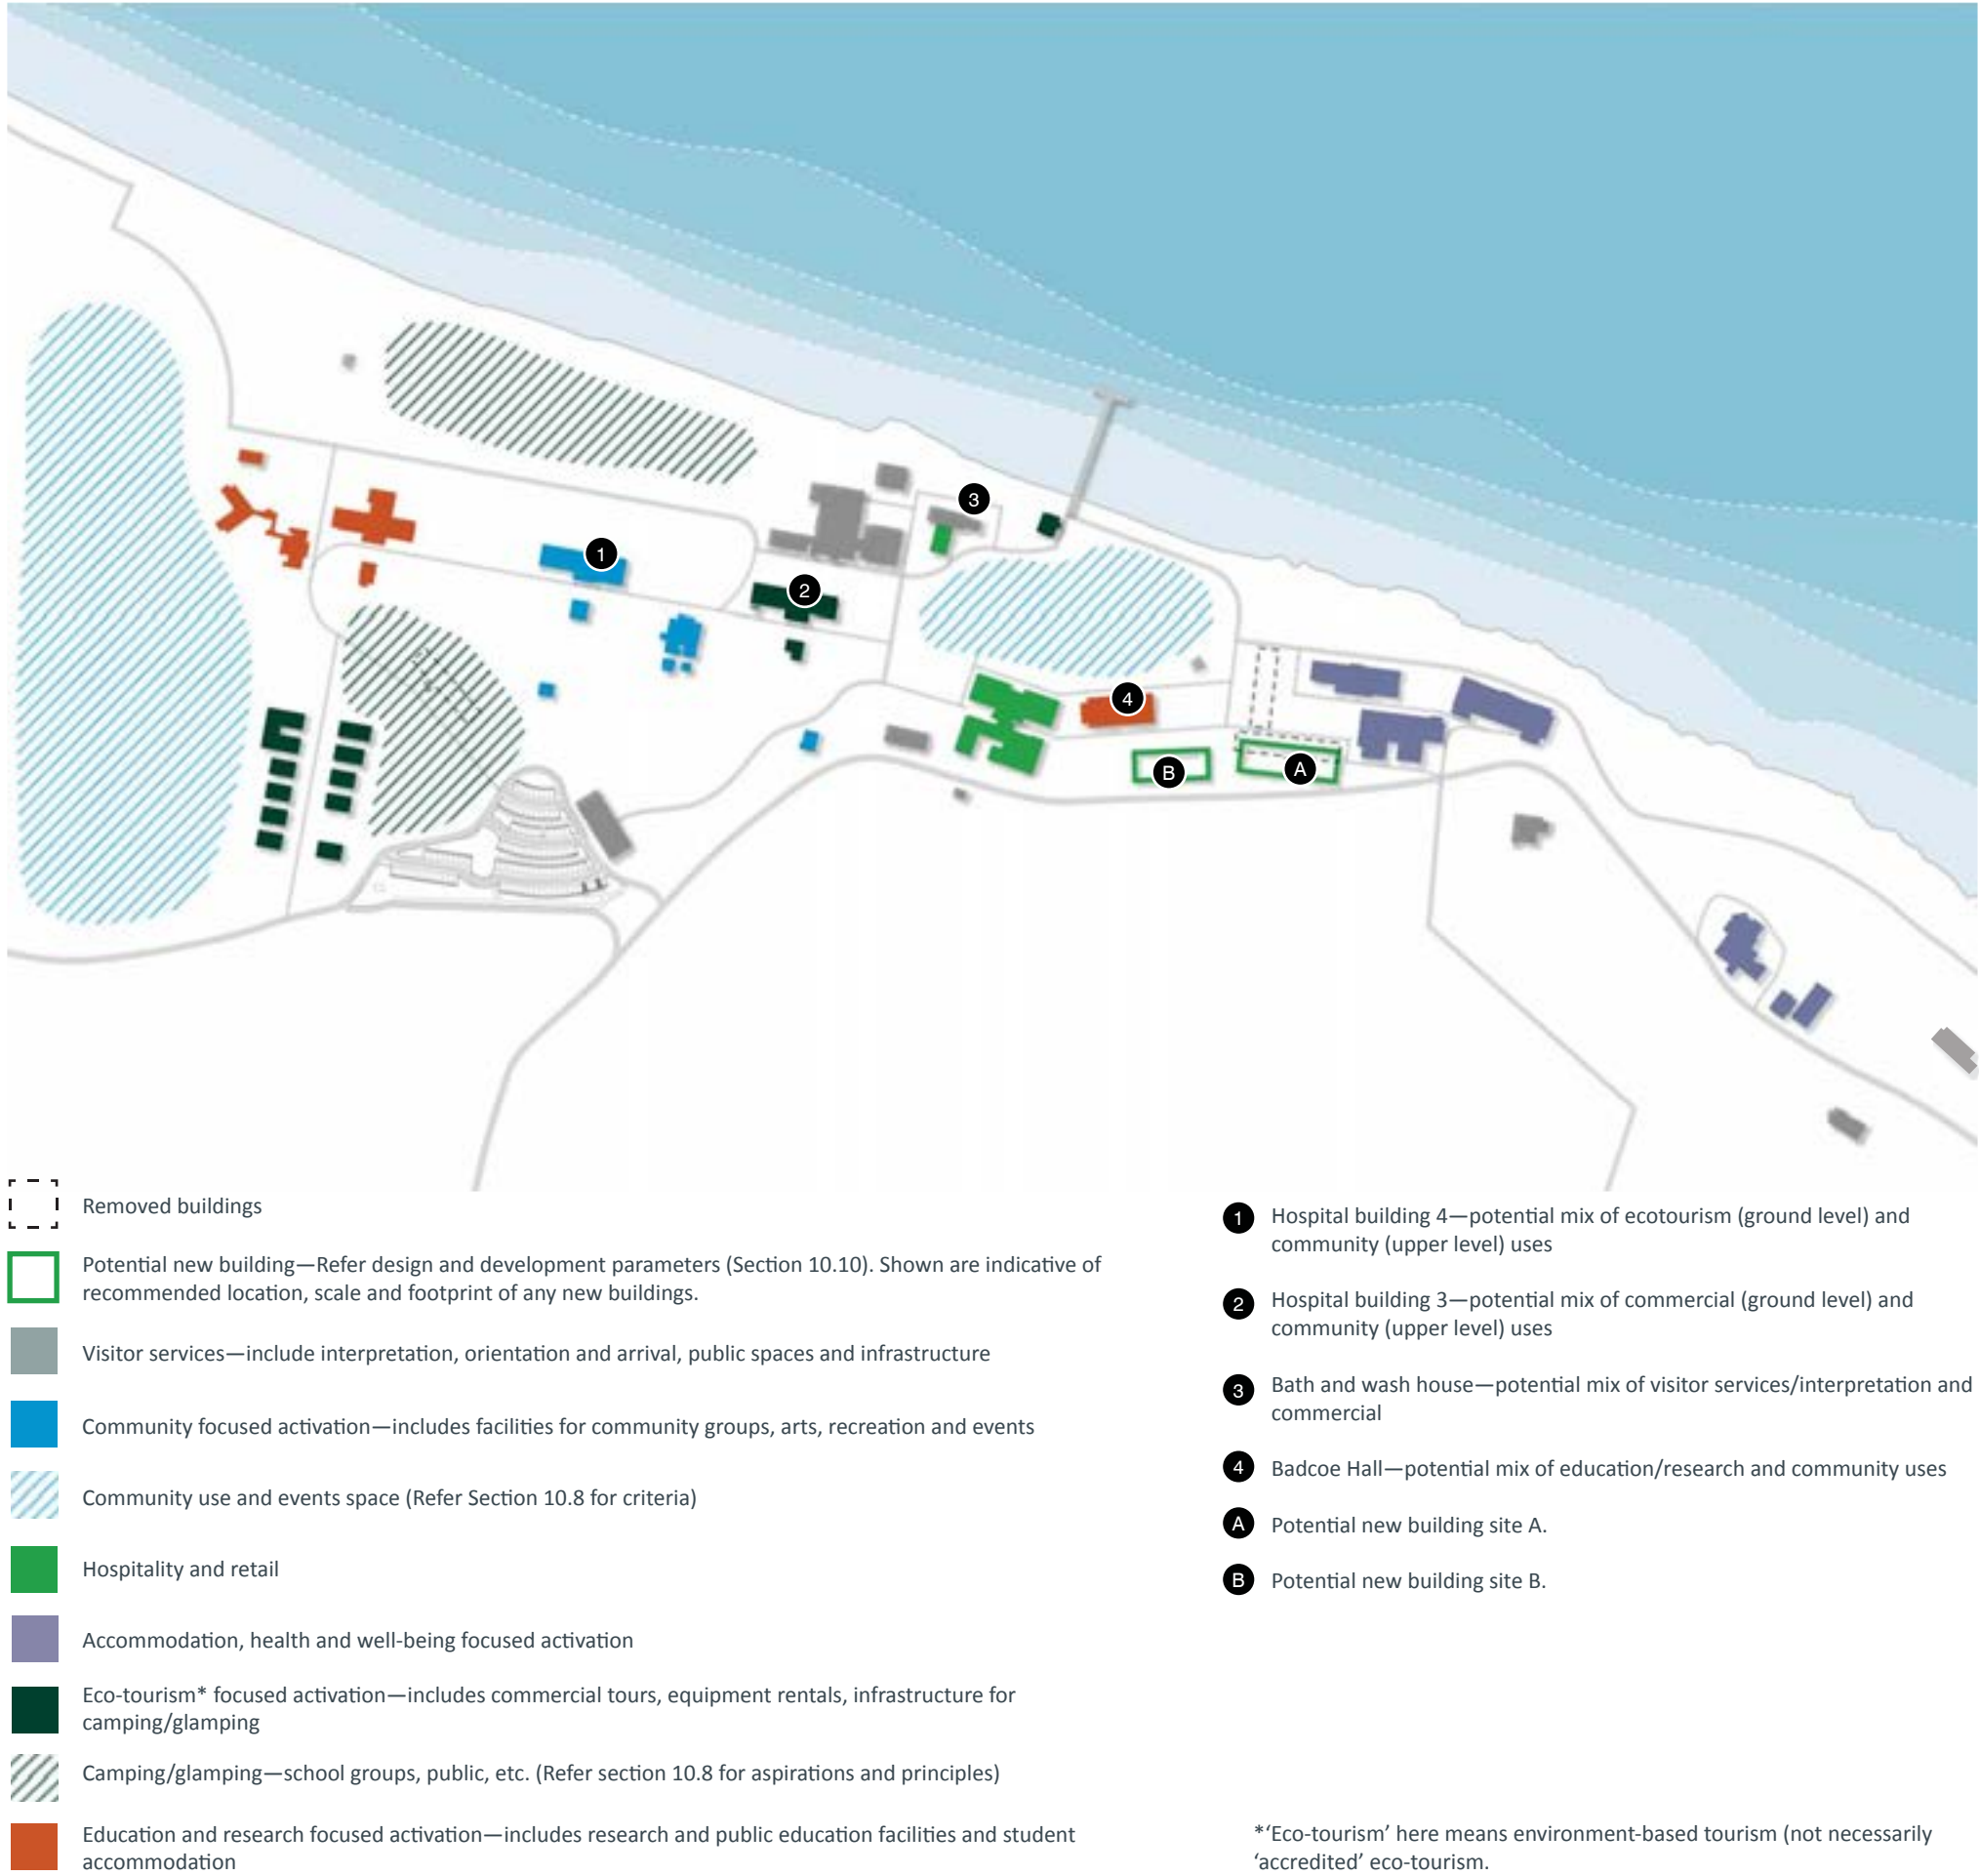 3
1
2
4
B
A
Removed buildings
Potential new building—Refer design and development parameters (Section 10.10). Shown are indicative of
recommended location, scale and footprint of any new buildings.
Visitor services—include interpretation, orientation and arrival, public spaces and infrastructure
Community focused activation—includes facilities for community groups, arts, recreation and events
Community use and events space (Refer Section 10.8 for criteria)
Hospitality and retail
Accommodation, health and well-being focused activation
Eco-tourism* focused activation—includes commercial tours, equipment rentals, infrastructure for
camping/glamping
Camping/glamping—school groups, public, etc. (Refer section 10.8 for aspirations and principles)
Education and research focused activation—includes research and public education facilities and student
accommodation
1 Hospital building 4—potential mix of ecotourism (ground level) and
community (upper level) uses
2 Hospital building 3—potential mix of commercial (ground level) and
community (upper level) uses
3 Bath and wash house—potential mix of visitor services/interpretation and
commercial
4 Badcoe Hall—potential mix of education/research and community uses
A Potential new building site A.
B Potential new building site B.
*‘Eco-tourism’ here means environment-based tourism (not necessarily
‘accredited’ eco-tourism.